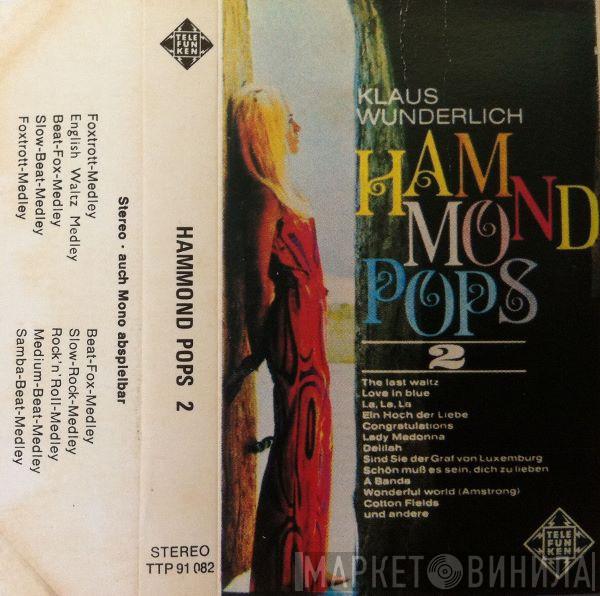 Foxtrott-Medley
English Waltz Medley
Beat-Fox-Medley
Slow-Beat-Medley
Foxtrott-Medley
Beat-Fox-Medley
Slow-Rock-Medley
Rock'n'Roll-Medley
Medium-Beat-Medley
Samba-Beat-Medley
Stereo · auch Mono abspielbar
TELE
FUN
KEN
HAMMOND POPS 2
STEREO
TTP 91 082
KLAUS
WUNDERLICH
HAM
MOND
POPS
2
The last waltz
Love in blue
La, La, La
Ein Hoch der Liebe
Congratulations
Lady Madonna
Delilah
Sind Sie der Graf von Luxemburg
Schön muß es sein, dich zu lieben
A Banda
Wonderful world (Amstrong)
Cotton Fields
und andere
TELE
FUN
KEN
МАРКЕТ ВИНИЛА